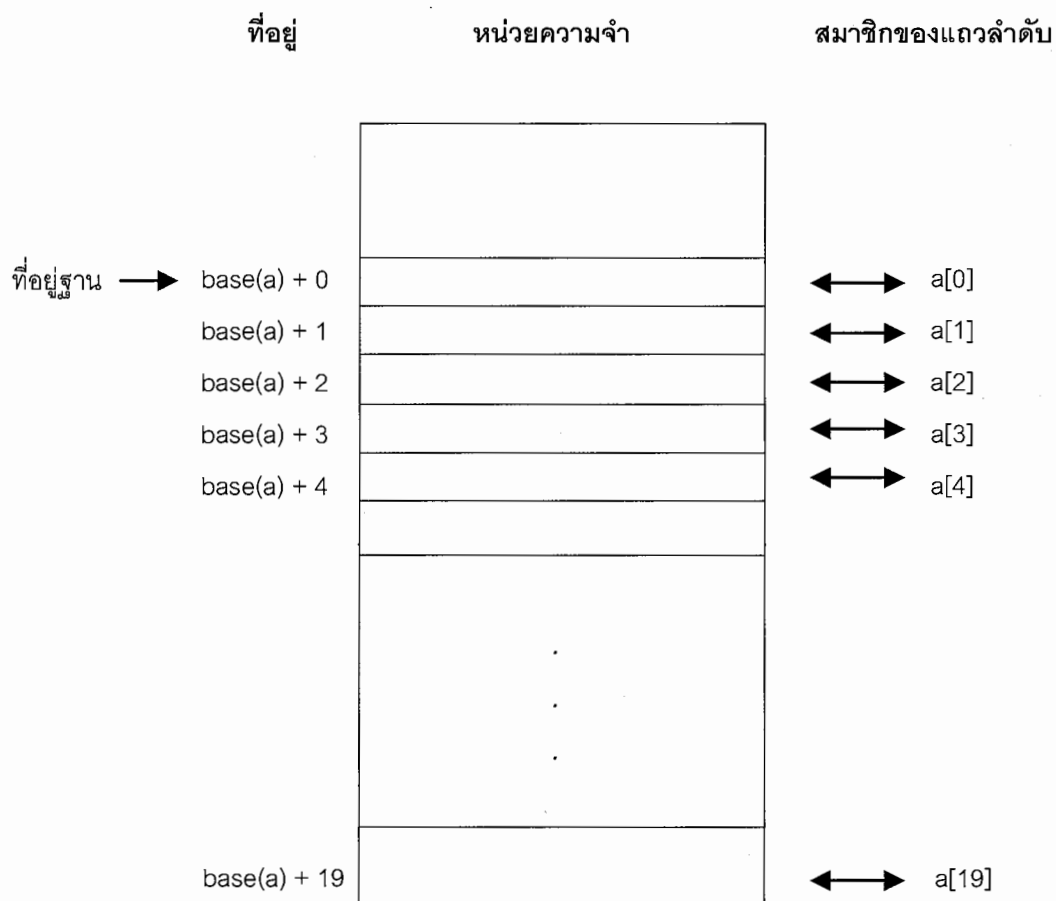 ที่อยู่ หน่วยความจำ สมาชิกของแถวลำดับ
ที่อยู่ฐาน base(a) + 0 a[0]
base(a) + 1 a[1]
base(a) + 2 a[2]
base(a) + 3 a[3]
base(a) + 4 a[4]
.
.
.
base(a) + 19 a[19]